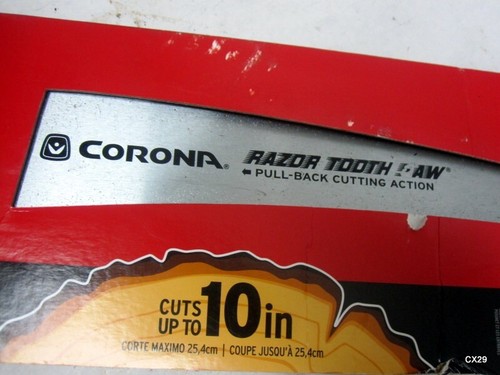 CORONA®
RAZOR TOOTH SAW®
PULL-BACK CUTTING ACTION
CUTS UP TO 10in
CORTE MAXIMO 25,4cm | COUPE JUSQU'À 25,4cm
CX29